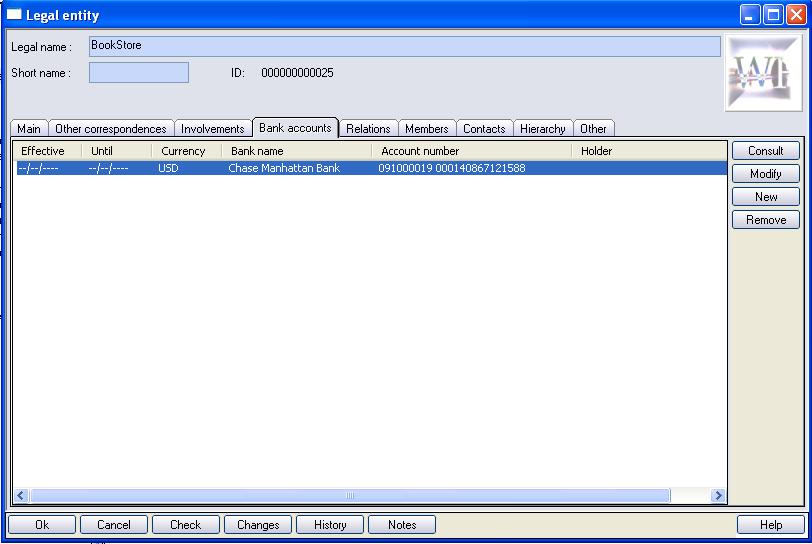 Legal entity
Legal name : BookStore
Short name : ID: 000000000025
WI
Main Other correspondences Involvements Bank accounts Relations Members Contacts Hierarchy Other
Effective Until Currency Bank name Account number Holder Consult
--/--/---- --/--/---- USD Chase Manhattan Bank 091000019 000140867121588
Modify
New
Remove
Ok Cancel Check Changes History Notes Help